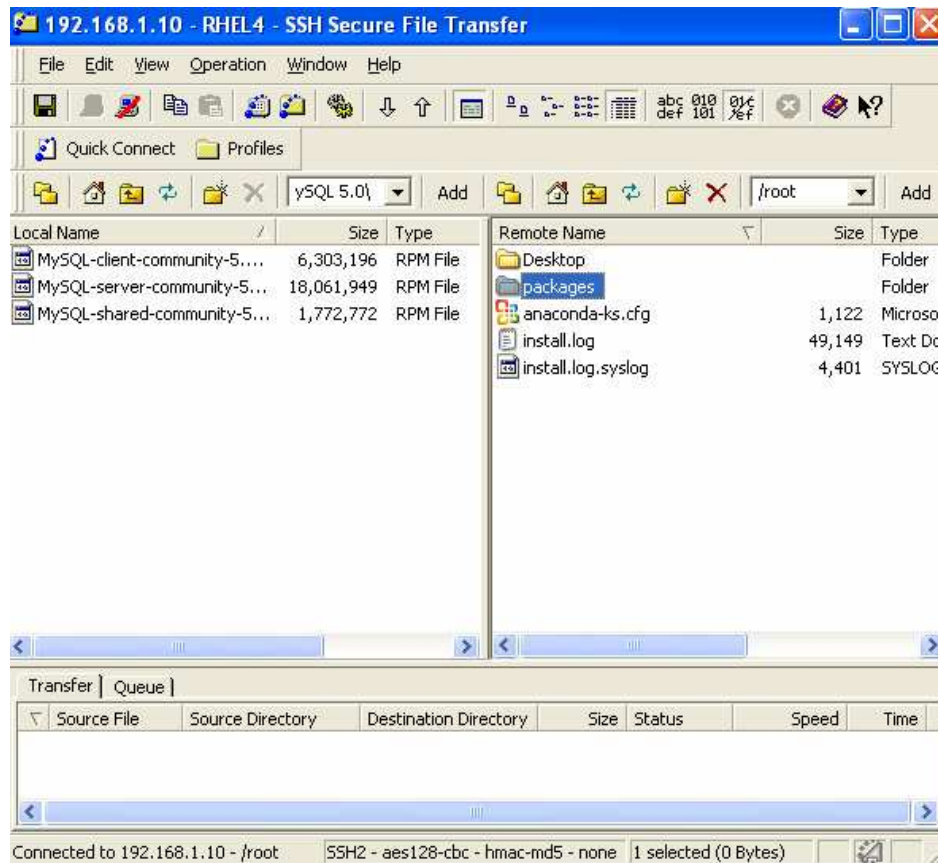 192.168.1.10 - RHEL4 - SSH Secure File Transfer
File Edit View Operation Window Help
abc def 010 101
Quick Connect Profiles
ySQL 5.0\ Add /root Add
Local Name / Size Type
MySQL-client-community-5.... 6,303,196 RPM File
MySQL-server-community-5... 18,061,949 RPM File
MySQL-shared-community-5... 1,772,772 RPM File
Remote Name Size Type
Desktop Folder
packages Folder
anaconda-ks.cfg 1,122 Microso
install.log 49,149 Text Do
install.log.syslog 4,401 SYSLOG
Transfer Queue
Source File Source Directory Destination Directory Size Status Speed Time
Connected to 192.168.1.10 - /root SSH2 - aes128-cbc - hmac-md5 - none 1 selected (0 Bytes)